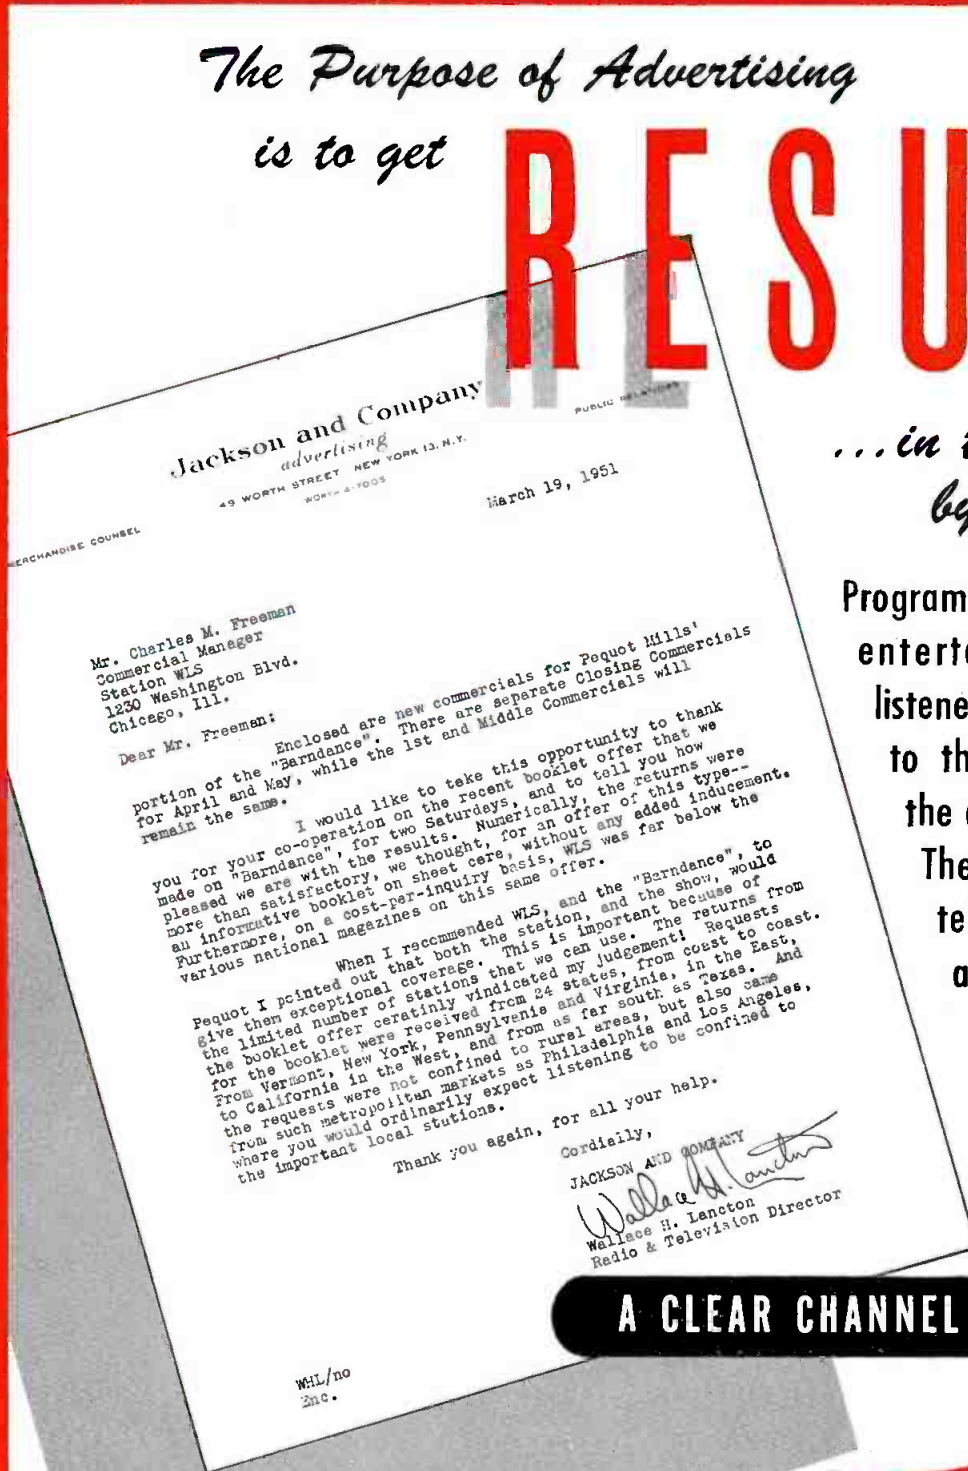 The Purpose of Advertising
is to get RESU
Jackson and Company
advertising
49 WORTH STREET NEW YORK 13, N.Y.
WORTH 4-7005
MERCHANDISE COUNSEL
PUBLIC RELATIONS
March 19, 1951
Mr. Charles M. Freeman
Commercial Manager
Station WLS
1230 Washington Blvd.
Chicago, Ill.
Dear Mr. Freeman:
Enclosed are new commercials for Pequot Mills'
portion of the "Barndance". There are separate Closing Commercials
for April and May, while the 1st and Middle Commercials will
remain the same.
I would like to take this opportunity to thank
you for your co-operation on the recent booklet offer that we
made on "Barndance", for two Saturdays, and to tell you how
pleased we are with the results. Numerically, the returns were
more than satisfactory, we thought, for an offer of this type--
an informative booklet on sheet care, without any added inducement.
Furthermore, on a cost-per-inquiry basis, WLS was far below the
various national magazines on this same offer.
When I recommended WLS, and the "Barndance", to
Pequot I pointed out that both the station, and the show, would
give them exceptional coverage. This is important because of
the limited number of stations that we can use. The returns from
the booklet offer ceratinly vindicated my judgement! Requests
for the booklet were received from 24 states, from coast to coast.
From Vermont, New York, Pennsylvania and Virginia, in the East,
to California in the West, and from as far south as Texas. And
the requests were not confined to rural areas, but also came
from such metropolitan markets as Philadelphia and Los Angeles,
where you would ordinarily expect listening to be confined to
the important local stations.
Thank you again, for all your help.
Cordially,
JACKSON AND COMPANY
Wallace H. Lancton
Wallace H. Lancton
Radio & Television Director
WHL/no
Enc.
...in t
by
Program
enterta
listene
to th
the
The
te
a
A CLEAR CHANNEL